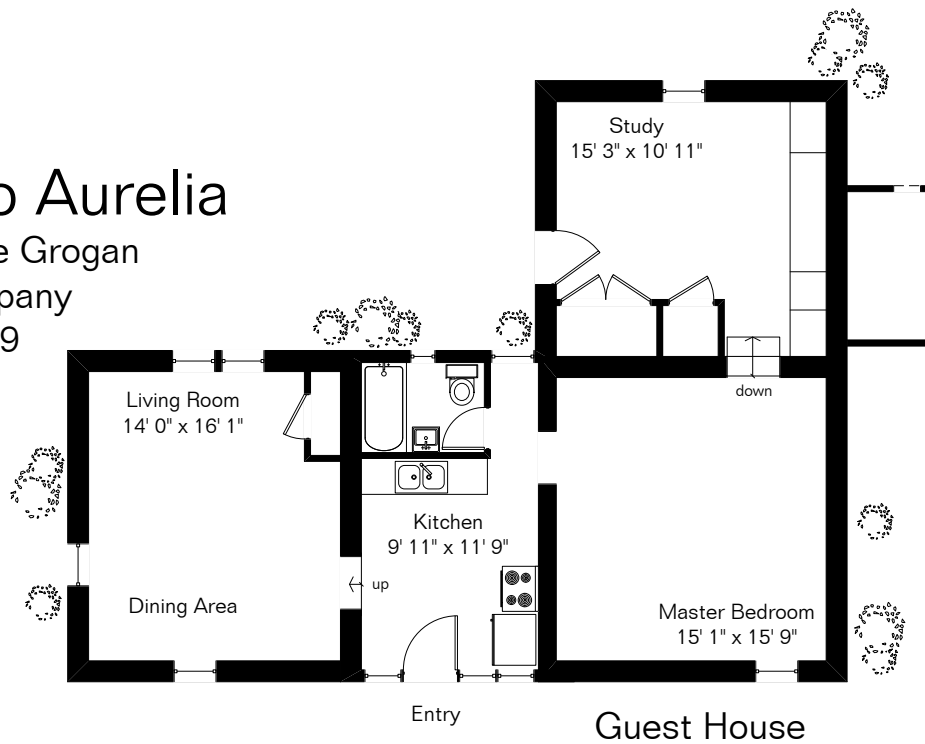 Aurelia
Grogan
9
Study
15' 3" x 10' 11"
down
Living Room
14' 0" x 16' 1"
Kitchen
9' 11" x 11' 9"
up
Dining Area
Master Bedroom
15' 1" x 15' 9"
Entry
Guest House